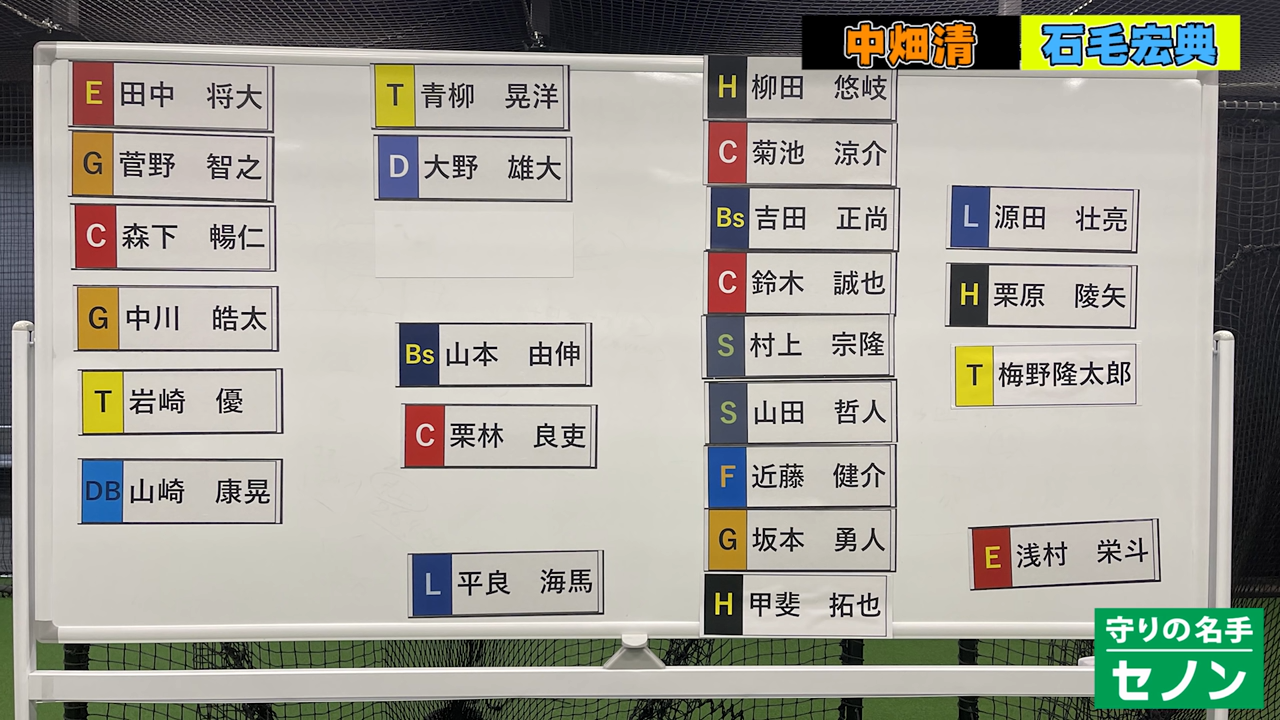 中畑清 石毛宏典
E 田中 将大
G 菅野 智之
C 森下 暢仁
G 中川 皓太
T 岩崎 優
DB 山崎 康晃
T 青柳 晃洋
D 大野 雄大
Bs 山本 由伸
C 栗林 良吏
L 平良 海馬
H 柳田 悠岐
C 菊池 涼介
Bs 吉田 正尚
C 鈴木 誠也
S 村上 宗隆
S 山田 哲人
F 近藤 健介
G 坂本 勇人
H 甲斐 拓也
L 源田 壮亮
H 栗原 陵矢
T 梅野隆太郎
E 浅村 栄斗
守りの名手
セノン